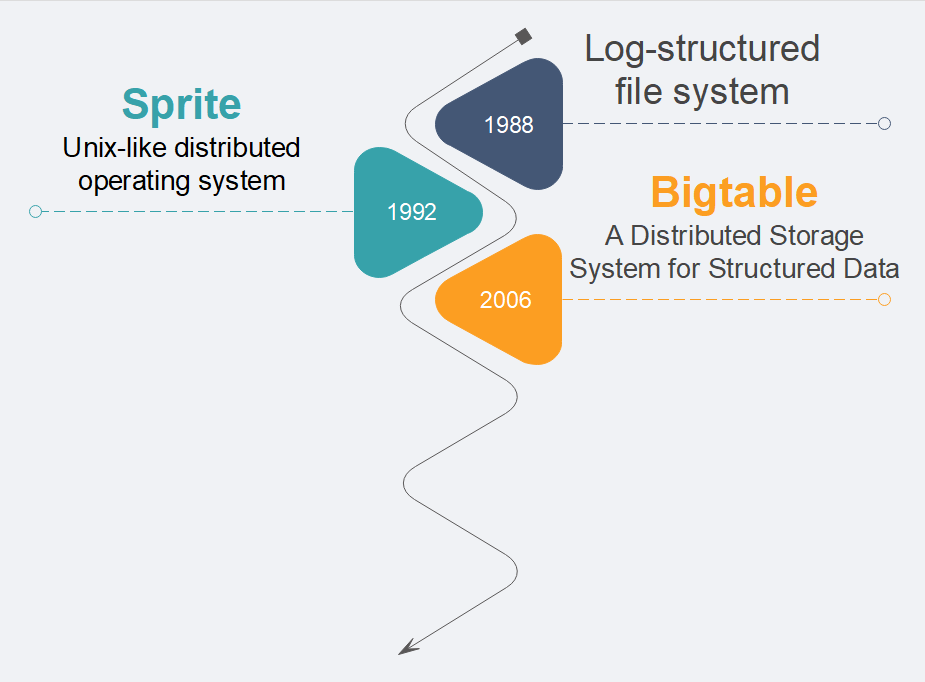 Log-structured
file system
1988
Sprite
Unix-like distributed
operating system
1992
Bigtable
A Distributed Storage
System for Structured Data
2006